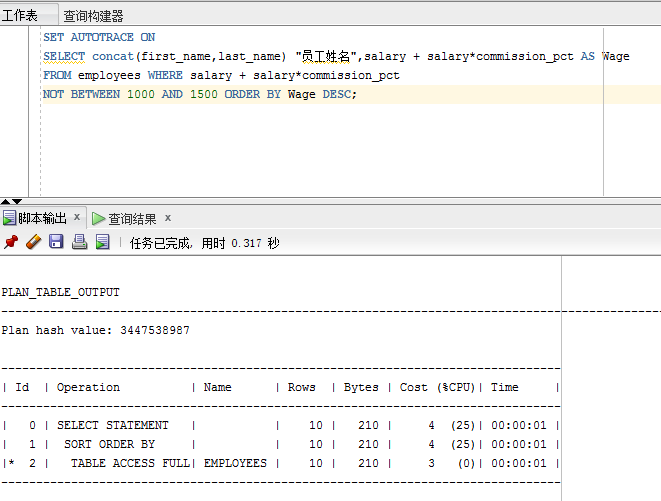 工作表 查询构建器
SET AUTOTRACE ON
SELECT concat(first_name,last_name) "员工姓名",salary + salary*commission_pct AS Wage
FROM employees WHERE salary + salary*commission_pct
NOT BETWEEN 1000 AND 1500 ORDER BY Wage DESC;
脚本输出 x 查询结果 x
任务已完成, 用时 0.317 秒
PLAN_TABLE_OUTPUT
--------------------------------------------------------------------------------
Plan hash value: 3447538987
--------------------------------------------------------------------------------
| Id | Operation | Name | Rows | Bytes | Cost (%CPU)| Time |
--------------------------------------------------------------------------------
| 0 | SELECT STATEMENT | | 10 | 210 | 4 (25)| 00:00:01 |
| 1 | SORT ORDER BY | | 10 | 210 | 4 (25)| 00:00:01 |
|* 2 | TABLE ACCESS FULL| EMPLOYEES | 10 | 210 | 3 (0)| 00:00:01 |
--------------------------------------------------------------------------------